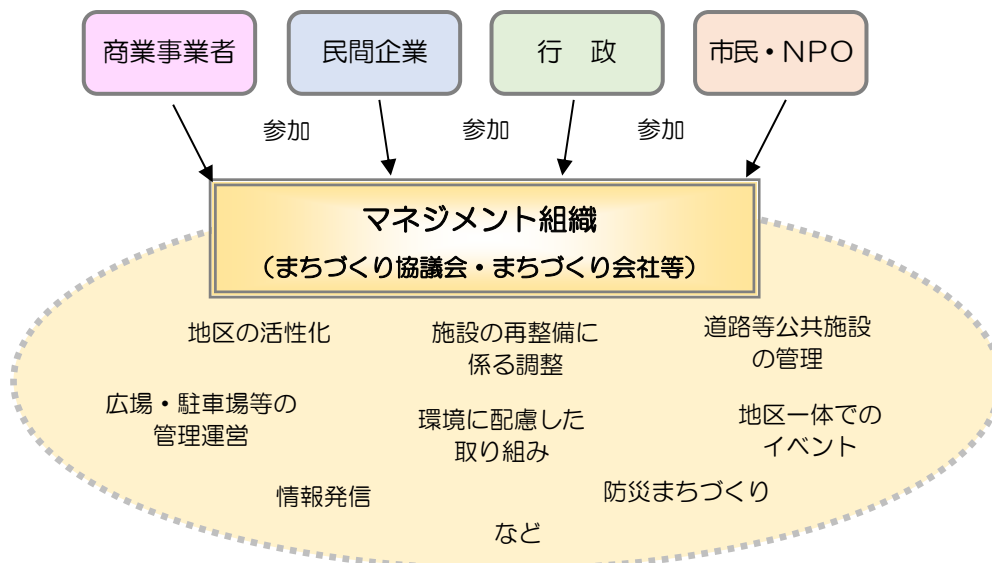 商業事業者
民間企業
行　政
市民・NPO
参加
参加
参加
マネジメント組織
（まちづくり協議会・まちづくり会社等）
地区の活性化
施設の再整備に
係る調整
道路等公共施設
の管理
広場・駐車場等の
管理運営
環境に配慮した
取り組み
地区一体での
イベント
情報発信
防災まちづくり
など